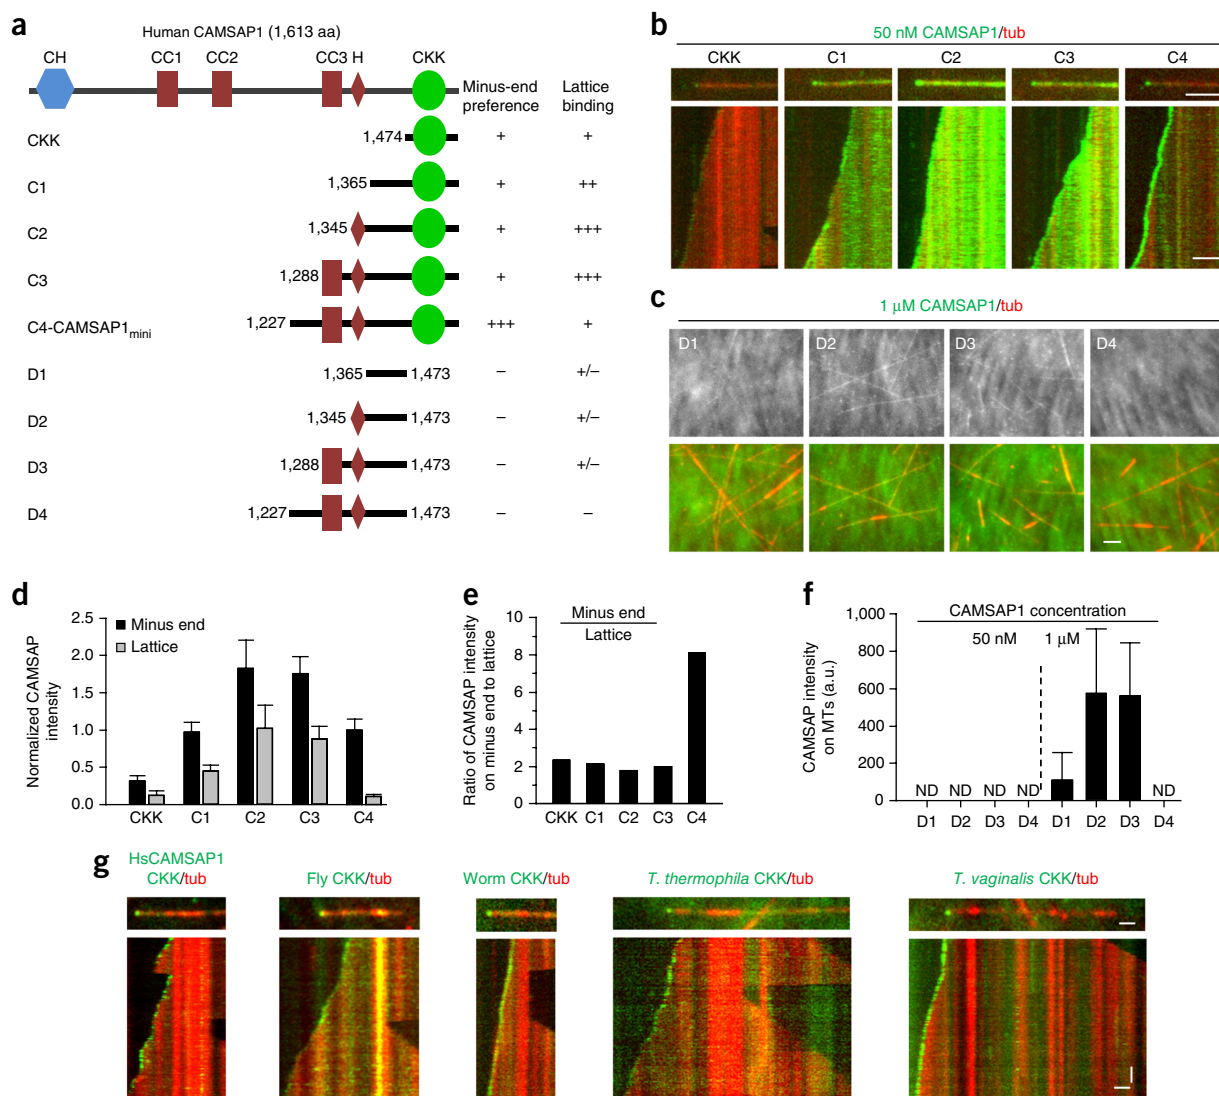 a
Human CAMSAP1 (1,613 aa)
CH CC1 CC2 CC3 H CKK
Minus-end preference
Lattice binding
CKK 1,474 + +
C1 1,365 + ++
C2 1,345 + +++
C3 1,288 + +++
C4-CAMSAP1mini 1,227 +++ +
D1 1,365 1,473 – +/–
D2 1,345 1,473 – +/–
D3 1,288 1,473 – +/–
D4 1,227 1,473 – –
b
50 nM CAMSAP1/tub
CKK C1 C2 C3 C4
c
1 μM CAMSAP1/tub
D1 D2 D3 D4
d
Normalized CAMSAP intensity
2.5
2.0
1.5
1.0
0.5
0.0
Minus end
Lattice
CKK C1 C2 C3 C4
e
Ratio of CAMSAP intensity on minus end to lattice
10
8
6
4
2
0
Minus end
Lattice
CKK C1 C2 C3 C4
f
CAMSAP intensity on MTs (a.u.)
1,000
800
600
400
200
0
CAMSAP1 concentration
50 nM 1 μM
ND ND ND ND ND
D1 D2 D3 D4 D1 D2 D3 D4
g
HsCAMSAP1 CKK/tub
Fly CKK/tub
Worm CKK/tub
T. thermophila CKK/tub
T. vaginalis CKK/tub